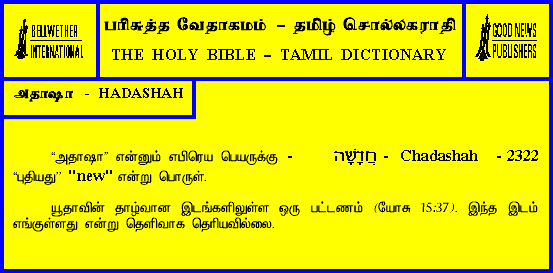 BELLWETHER
INTERNATIONAL
பரிசுத்த வேதாகமம் – தமிழ் சொல்லகராதி
THE HOLY BIBLE – TAMIL DICTIONARY
GOOD NEWS
PUBLISHERS
அதாஷா - HADASHAH
“அதாஷா” என்னும் எபிரெய பெயருக்கு - חֲדָשָׁה - Chadashah - 2322
“புதியது” "new" என்று பொருள்.
யூதாவின் தாழ்வான இடங்களிலுள்ள ஒரு பட்டணம் (யோசு 15:37). இந்த இடம்
எங்குள்ளது என்று தெளிவாக தெரியவில்லை.